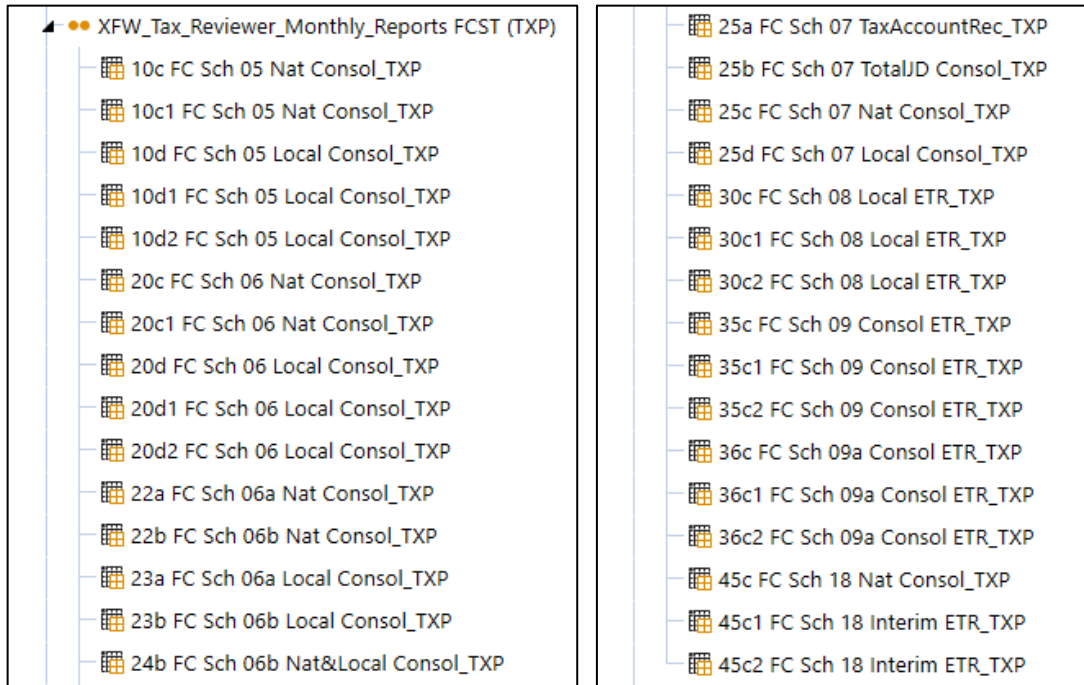 XFW_Tax_Reviewer_Monthly_Reports FCST (TXP)
10c FC Sch 05 Nat Consol_TXP
10c1 FC Sch 05 Nat Consol_TXP
10d FC Sch 05 Local Consol_TXP
10d1 FC Sch 05 Local Consol_TXP
10d2 FC Sch 05 Local Consol_TXP
20c FC Sch 06 Nat Consol_TXP
20c1 FC Sch 06 Nat Consol_TXP
20d FC Sch 06 Local Consol_TXP
20d1 FC Sch 06 Local Consol_TXP
20d2 FC Sch 06 Local Consol_TXP
22a FC Sch 06a Nat Consol_TXP
22b FC Sch 06b Nat Consol_TXP
23a FC Sch 06a Local Consol_TXP
23b FC Sch 06b Local Consol_TXP
24b FC Sch 06b Nat&Local Consol_TXP
25a FC Sch 07 TaxAccountRec_TXP
25b FC Sch 07 TotalJD Consol_TXP
25c FC Sch 07 Nat Consol_TXP
25d FC Sch 07 Local Consol_TXP
30c FC Sch 08 Local ETR_TXP
30c1 FC Sch 08 Local ETR_TXP
30c2 FC Sch 08 Local ETR_TXP
35c FC Sch 09 Consol ETR_TXP
35c1 FC Sch 09 Consol ETR_TXP
35c2 FC Sch 09 Consol ETR_TXP
36c FC Sch 09a Consol ETR_TXP
36c1 FC Sch 09a Consol ETR_TXP
36c2 FC Sch 09a Consol ETR_TXP
45c FC Sch 18 Nat Consol_TXP
45c1 FC Sch 18 Interim ETR_TXP
45c2 FC Sch 18 Interim ETR_TXP